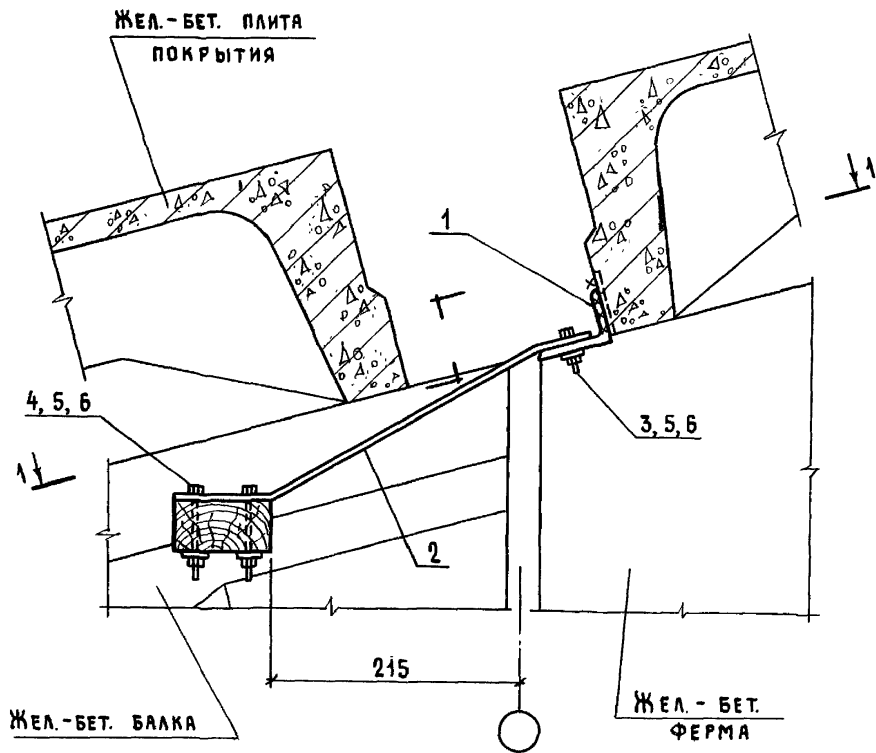 ЖЕЛ.-БЕТ. ПЛИТА
ПОКРЫТИЯ
1
1
4, 5, 6
3, 5, 6
1
2
215
ЖЕЛ.-БЕТ. БАЛКА
ЖЕЛ.-БЕТ.
ФЕРМА